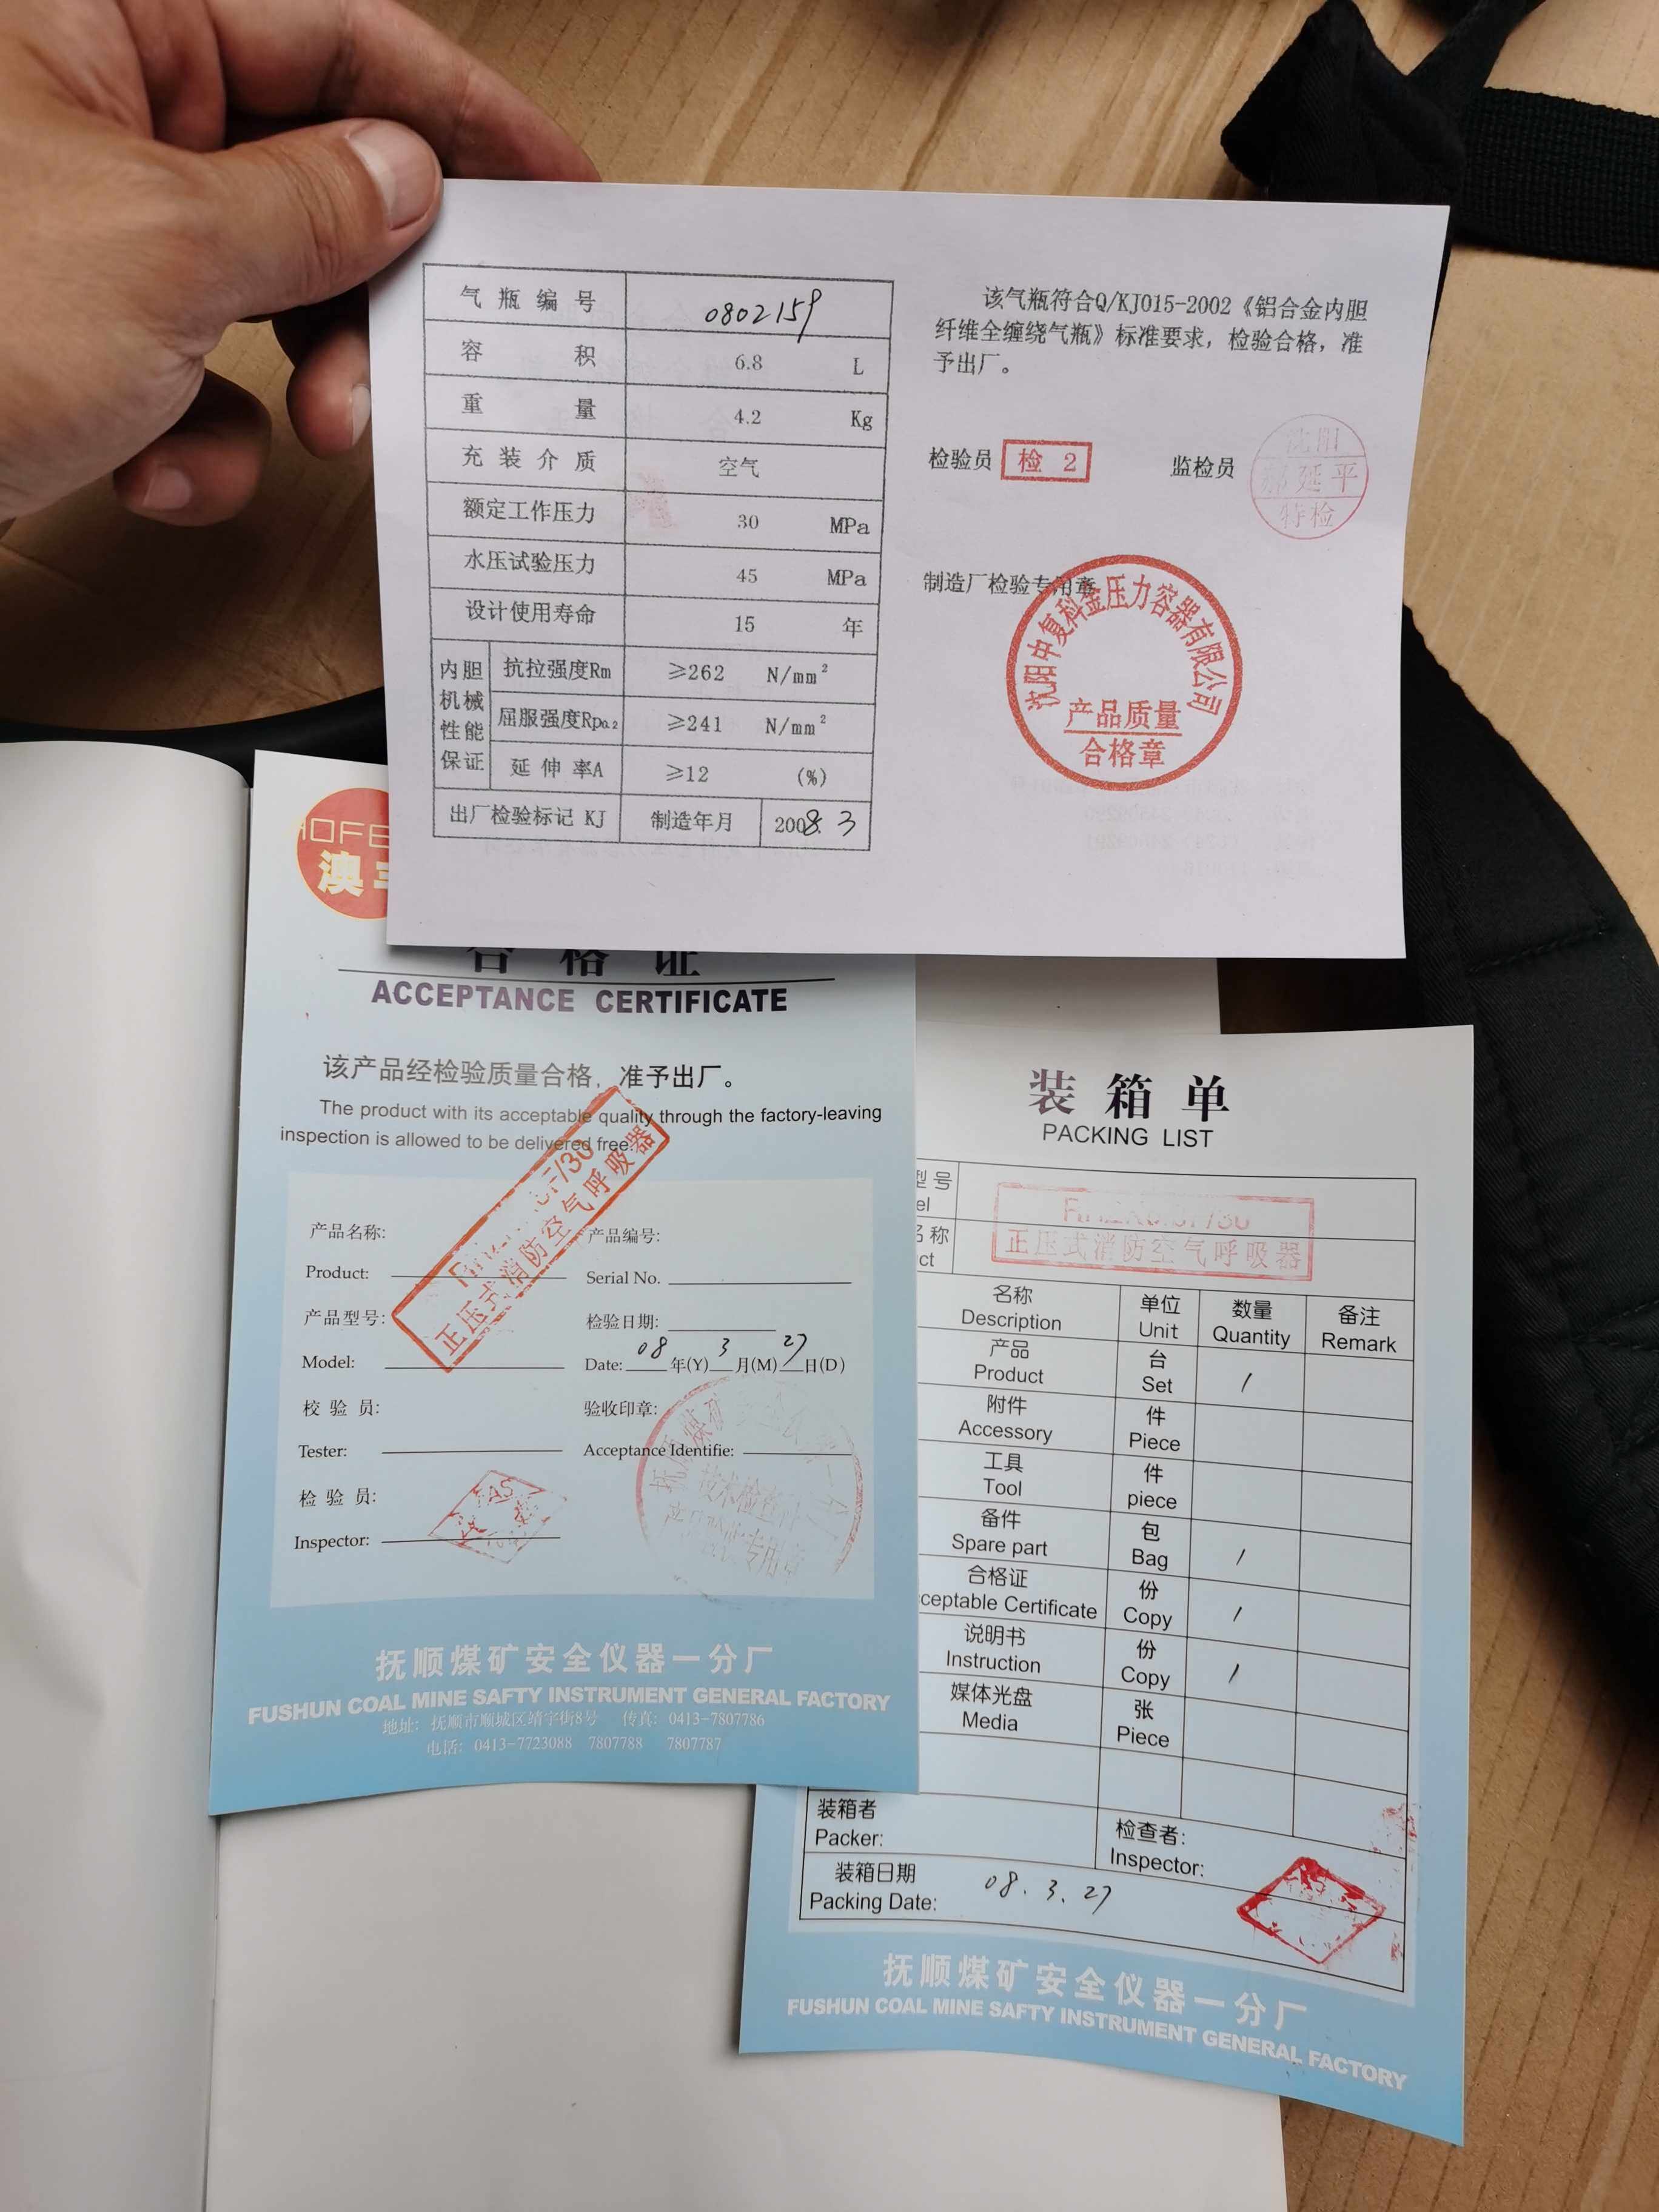 气瓶编号 0802159
容积 6.8 L
重量 4.2 Kg
充装介质 空气
额定工作压力 30 MPa
水压试验压力 45 MPa
设计使用寿命 15 年
内胆机械性能保证
抗拉强度Rm ≥262 N/mm²
屈服强度Rp0.2 ≥241 N/mm²
延伸率A ≥12 (%)
出厂检验标记 KJ 制造年月 2008.3
该气瓶符合Q/KJ015-2002《铝合金内胆
纤维全缠绕气瓶》标准要求，检验合格，准
予出厂。
检验员 检 2 监检员
沈阳
郝延平
特检
制造厂检验专用章
沈阳中复科金压力容器有限公司
产品质量
合格章
澳
合格证
ACCEPTANCE CERTIFICATE
该产品经检验质量合格，准予出厂。
The product with its acceptable quality through the factory-leaving
inspection is allowed to be delivered free.
正压式消防空气呼吸器
产品名称: 产品编号:
Product: Serial No.
产品型号: 检验日期:
Model: Date: 08 年(Y) 3 月(M) 27 日(D)
校验员: 验收印章:
Tester: Acceptance Identifie:
检验员:
Inspector:
技术检查科
抚顺煤矿安全仪器一分厂
FUSHUN COAL MINE SAFTY INSTRUMENT GENERAL FACTORY
地址: 抚顺市顺城区靖宇街8号 传真: 0413-7807786
电话: 0413-7723088 7807788 7807787
装箱单
PACKING LIST
型号
正压式消防空气呼吸器
名称 单位 数量 备注
Description Unit Quantity Remark
产品 台
Product Set /
附件 件
Accessory Piece
工具 件
Tool piece
备件 包
Spare part Bag /
合格证 份
ceptable Certificate Copy /
说明书 份
Instruction Copy /
媒体光盘 张
Media Piece
装箱者 检查者:
Packer: Inspector:
装箱日期
Packing Date: 08.3.27
抚顺煤矿安全仪器一分厂
FUSHUN COAL MINE SAFTY INSTRUMENT GENERAL FACTORY